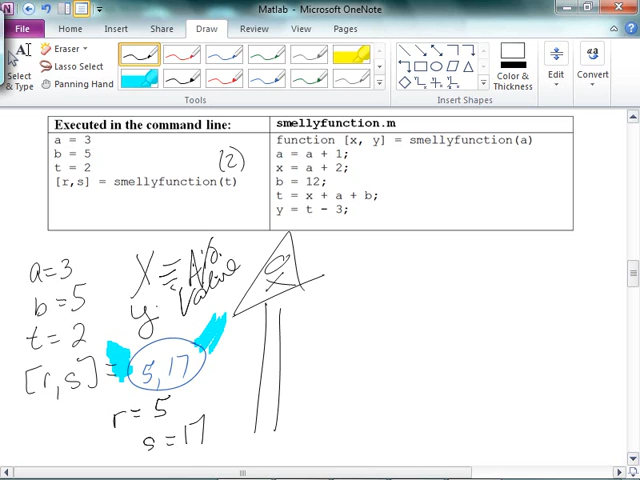 Matlab - Microsoft OneNote
File Home Insert Share Draw Review View Pages
Select & Type
Eraser
Lasso Select
Panning Hand
Color & Thickness
Edit
Convert
Tools
Insert Shapes
Executed in the command line:
a = 3
b = 5
t = 2
[r,s] = smellyfunction(t)
(2)
smellyfunction.m
function [x, y] = smellyfunction(a)
a = a + 1;
x = a + 2;
b = 12;
t = x + a + b;
y = t - 3;
a=3
b=5
t=2
[r,s] = 5,17
r=5
s=17
X
y:
Value